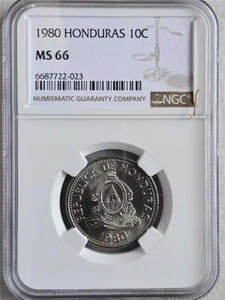 1980 HONDURAS 10C
MS 66
6687722-023
NUMISMATIC GUARANTY COMPANY
NGC
REPUBLICA DE HONDURAS
1980